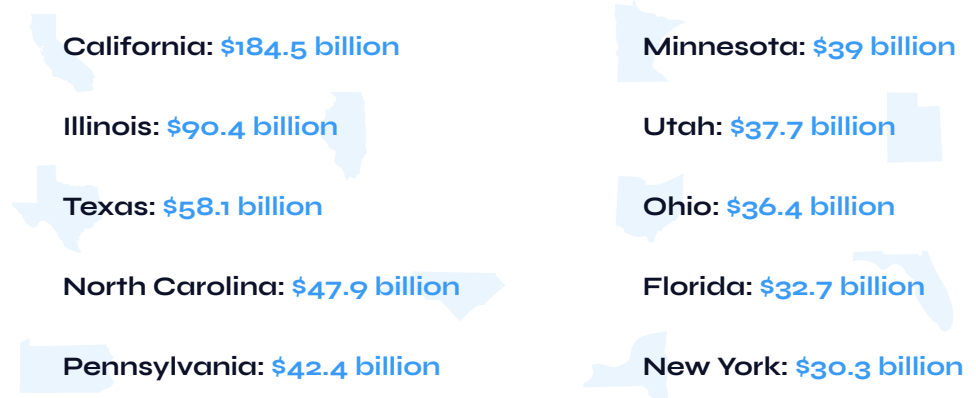 California: $184.5 billion
Illinois: $90.4 billion
Texas: $58.1 billion
North Carolina: $47.9 billion
Pennsylvania: $42.4 billion
Minnesota: $39 billion
Utah: $37.7 billion
Ohio: $36.4 billion
Florida: $32.7 billion
New York: $30.3 billion